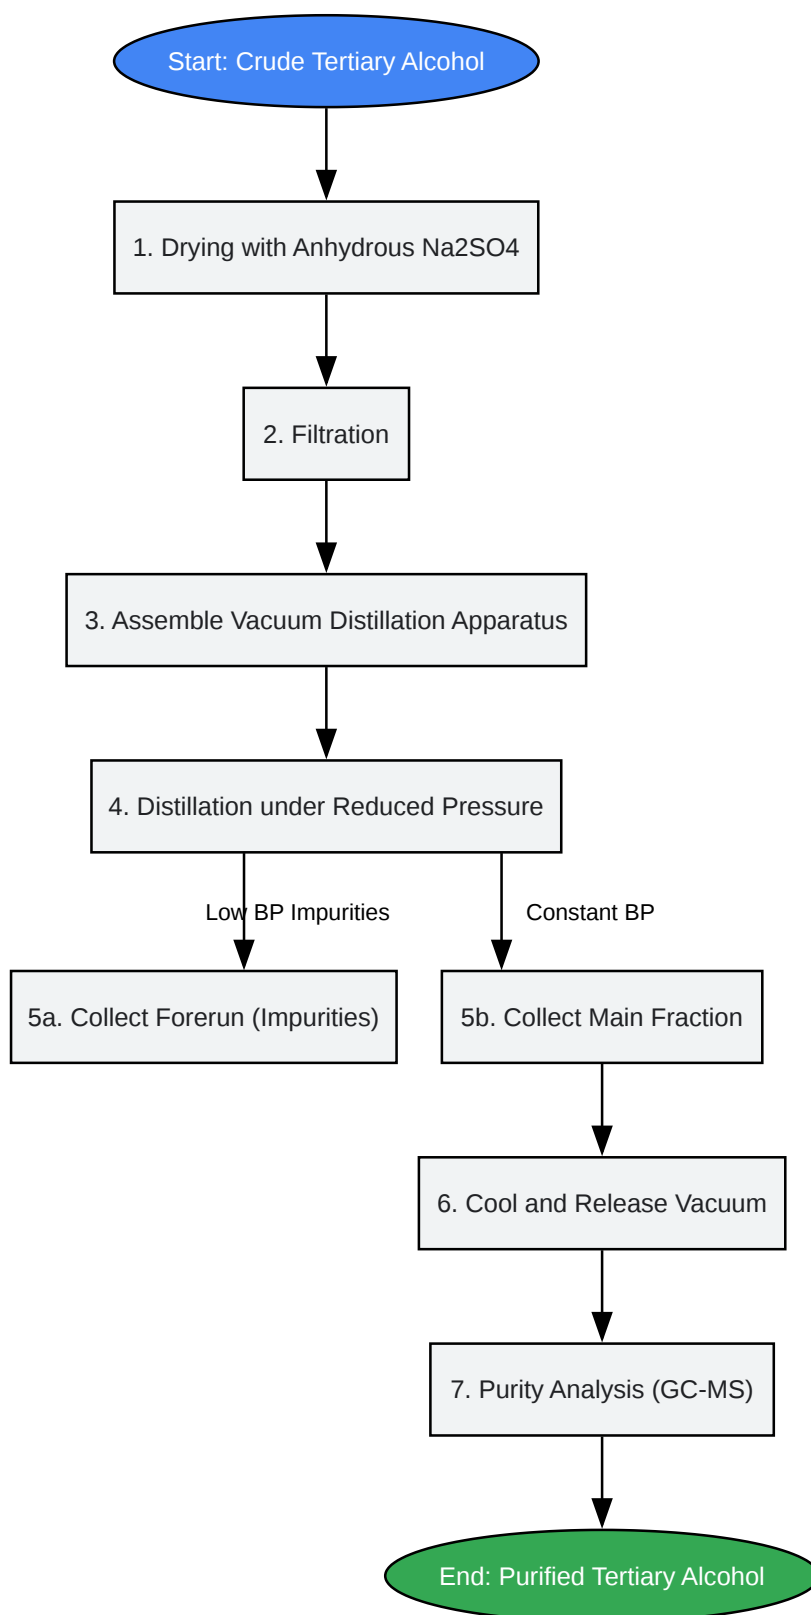 Start: Crude Tertiary Alcohol
1. Drying with Anhydrous Na2SO4
2. Filtration
3. Assemble Vacuum Distillation Apparatus
4. Distillation under Reduced Pressure
Low BP Impurities
Constant BP
5a. Collect Forerun (Impurities)
5b. Collect Main Fraction
6. Cool and Release Vacuum
7. Purity Analysis (GC-MS)
End: Purified Tertiary Alcohol